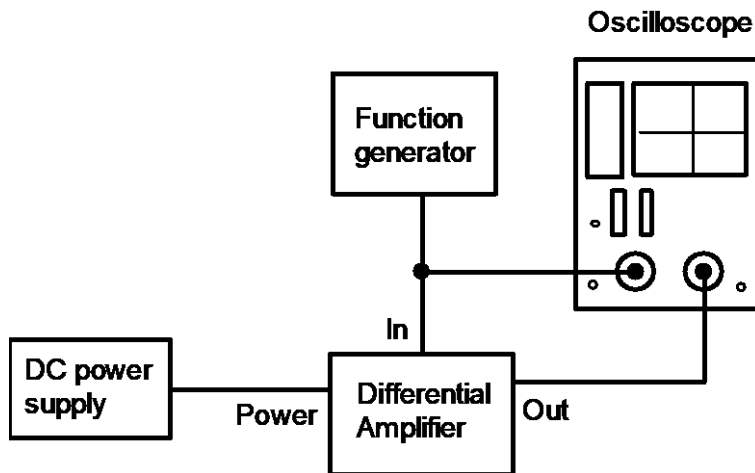 Oscilloscope
Function
generator
In
DC power
supply
Power
Differential
Amplifier
Out